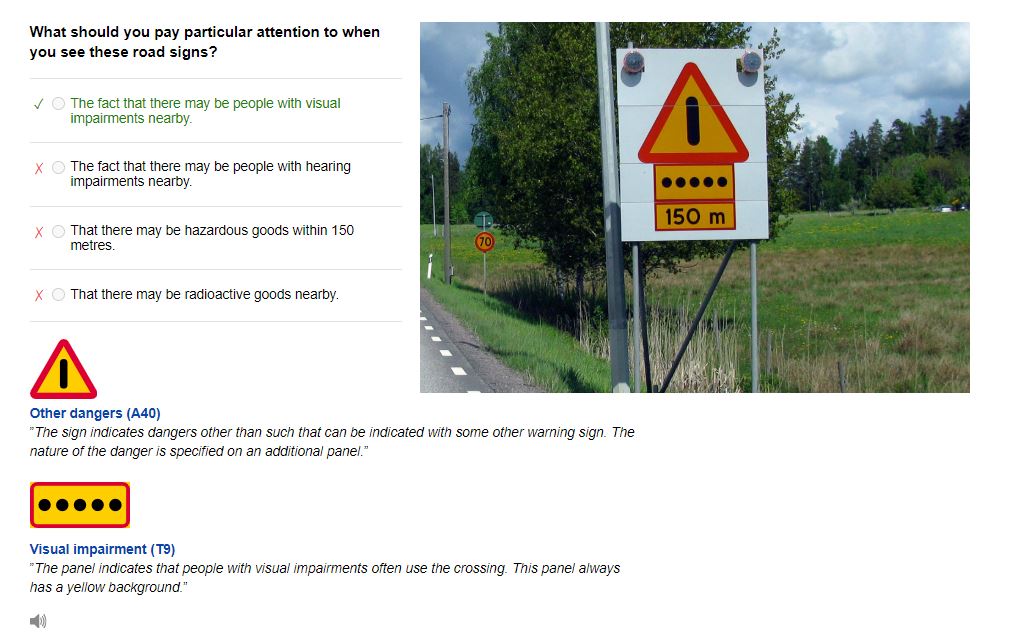 What should you pay particular attention to when
you see these road signs?
The fact that there may be people with visual
impairments nearby.
The fact that there may be people with hearing
impairments nearby.
That there may be hazardous goods within 150
metres.
That there may be radioactive goods nearby.
150 m
70
Other dangers (A40)
”The sign indicates dangers other than such that can be indicated with some other warning sign. The
nature of the danger is specified on an additional panel.”
Visual impairment (T9)
”The panel indicates that people with visual impairments often use the crossing. This panel always
has a yellow background.”